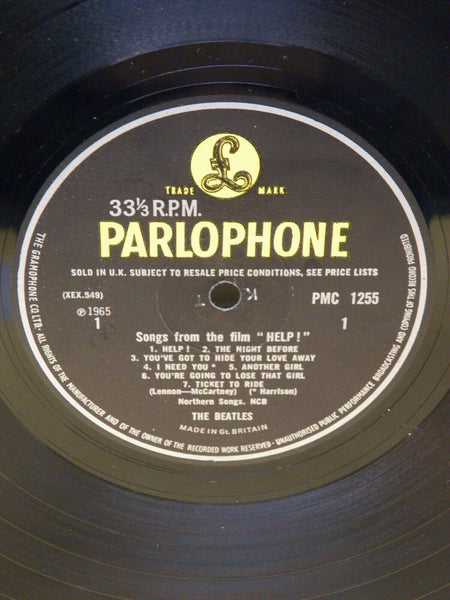 £
TRADE MARK
33⅓ R.P.M.
PARLOPHONE
SOLD IN U.K. SUBJECT TO RESALE PRICE CONDITIONS, SEE PRICE LISTS
K T
(XEX.549) PMC 1255
℗ 1965
1 1
Songs from the film "HELP!"
1. HELP! 2. THE NIGHT BEFORE
3. YOU'VE GOT TO HIDE YOUR LOVE AWAY
4. I NEED YOU * 5. ANOTHER GIRL
6. YOU'RE GOING TO LOSE THAT GIRL
7. TICKET TO RIDE
(Lennon—McCartney) (* Harrison)
Northern Songs. NCB
THE BEATLES
MADE IN Gt. BRITAIN
THE GRAMOPHONE CO. LTD. · ALL RIGHTS OF THE MANUFACTURER AND OF THE OWNER OF THE RECORDED WORK RESERVED · UNAUTHORISED PUBLIC PERFORMANCE BROADCASTING AND COPYING OF THIS RECORD PROHIBITED